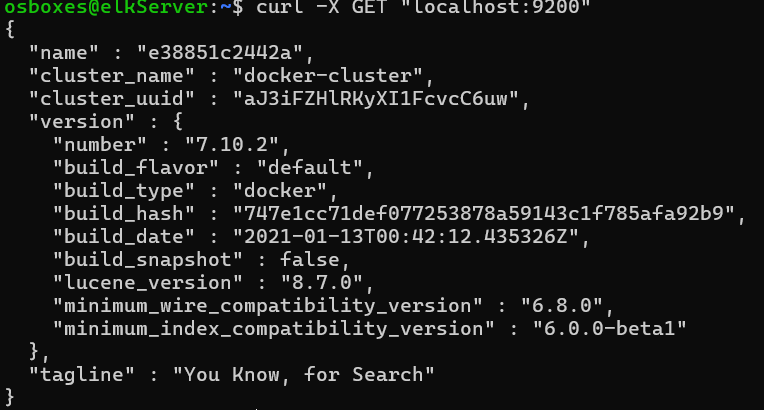 osboxes@elkServer:~$ curl -X GET "localhost:9200"
{
  "name" : "e38851c2442a",
  "cluster_name" : "docker-cluster",
  "cluster_uuid" : "aJ3iFZHlRKyXI1FcvcC6uw",
  "version" : {
    "number" : "7.10.2",
    "build_flavor" : "default",
    "build_type" : "docker",
    "build_hash" : "747e1cc71def077253878a59143c1f785afa92b9",
    "build_date" : "2021-01-13T00:42:12.435326Z",
    "build_snapshot" : false,
    "lucene_version" : "8.7.0",
    "minimum_wire_compatibility_version" : "6.8.0",
    "minimum_index_compatibility_version" : "6.0.0-beta1"
  },
  "tagline" : "You Know, for Search"
}